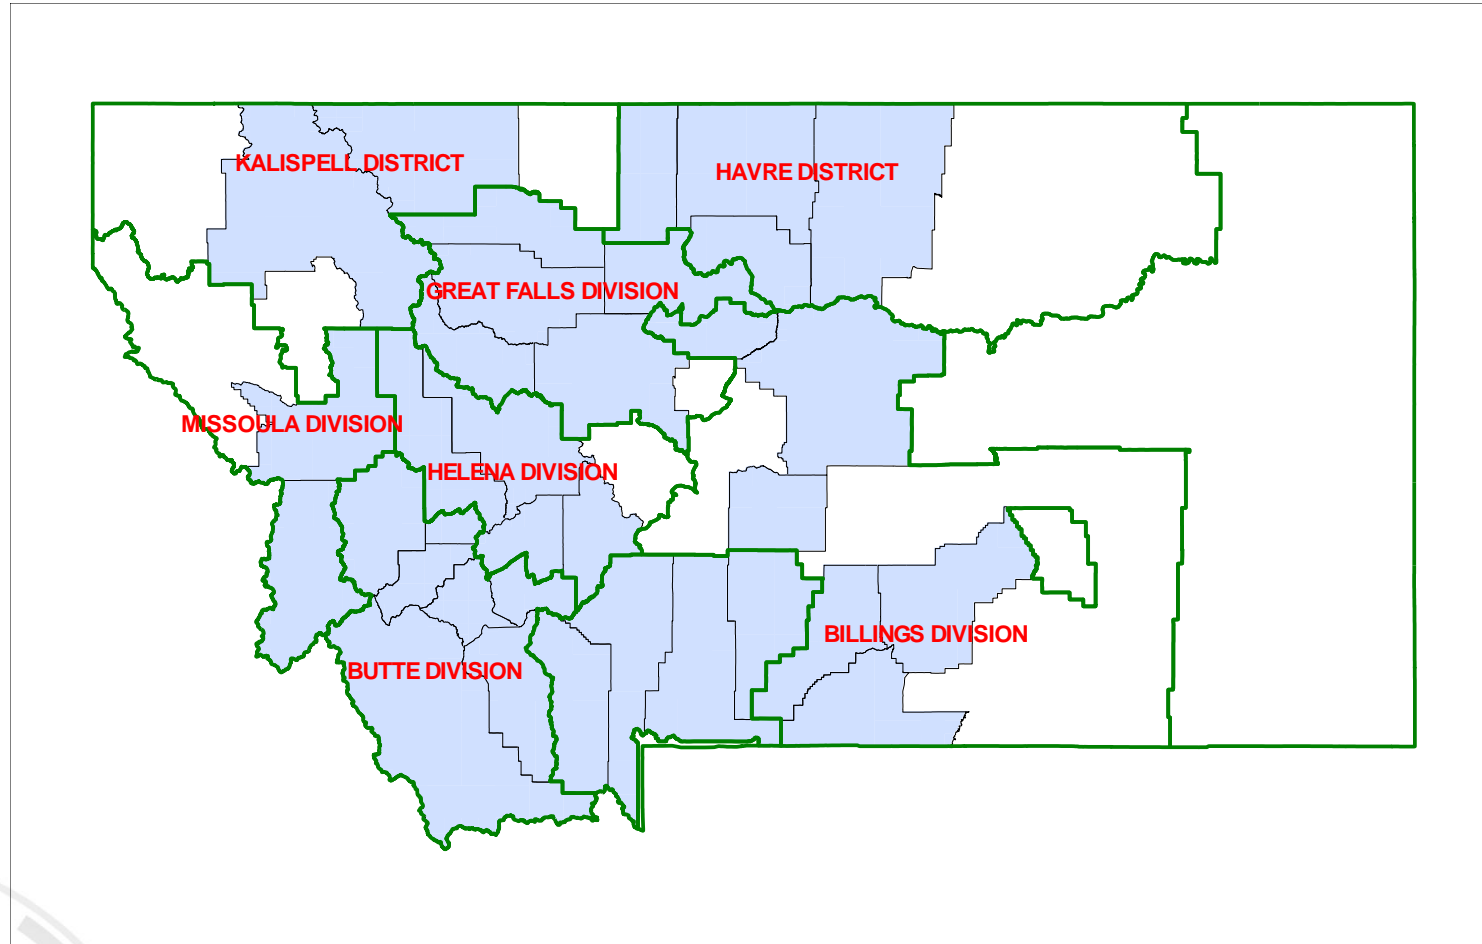 KALISPELL DISTRICT
HAVRE DISTRICT
GREAT FALLS DIVISION
MISSOULA DIVISION
HELENA DIVISION
BILLINGS DIVISION
BUTTE DIVISION